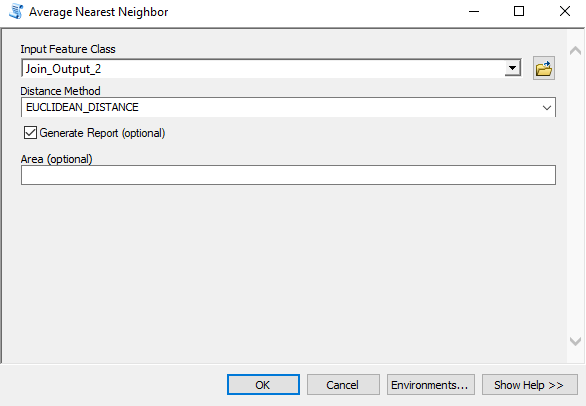 Average Nearest Neighbor
Input Feature Class
Join_Output_2
Distance Method
EUCLIDEAN_DISTANCE
Generate Report (optional)
Area (optional)
OK
Cancel
Environments...
Show Help >>